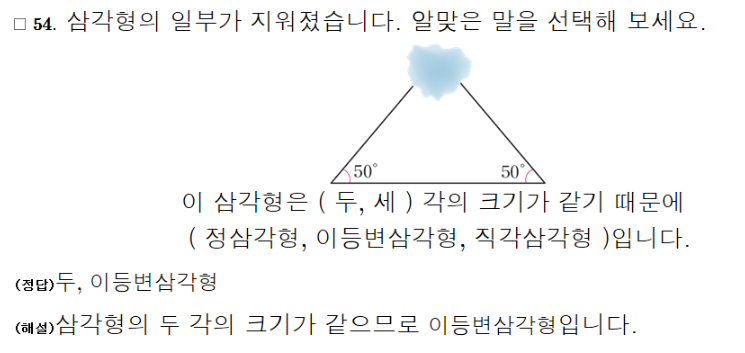 □ 54. 삼각형의 일부가 지워졌습니다. 알맞은 말을 선택해 보세요.
50° 50°
이 삼각형은 ( 두, 세 ) 각의 크기가 같기 때문에
( 정삼각형, 이등변삼각형, 직각삼각형 )입니다.
(정답)두, 이등변삼각형
(해설)삼각형의 두 각의 크기가 같으므로 이등변삼각형입니다.